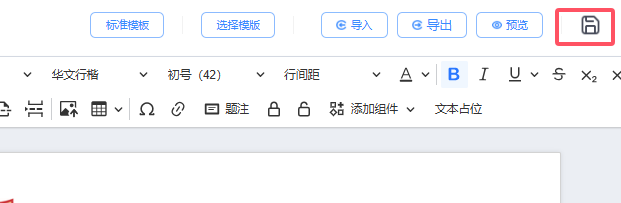 标准模板 选择模版 导入 导出 预览
华文行楷 初号（42） 行间距 A B I U S X₂
Ω 题注 添加组件 文本占位